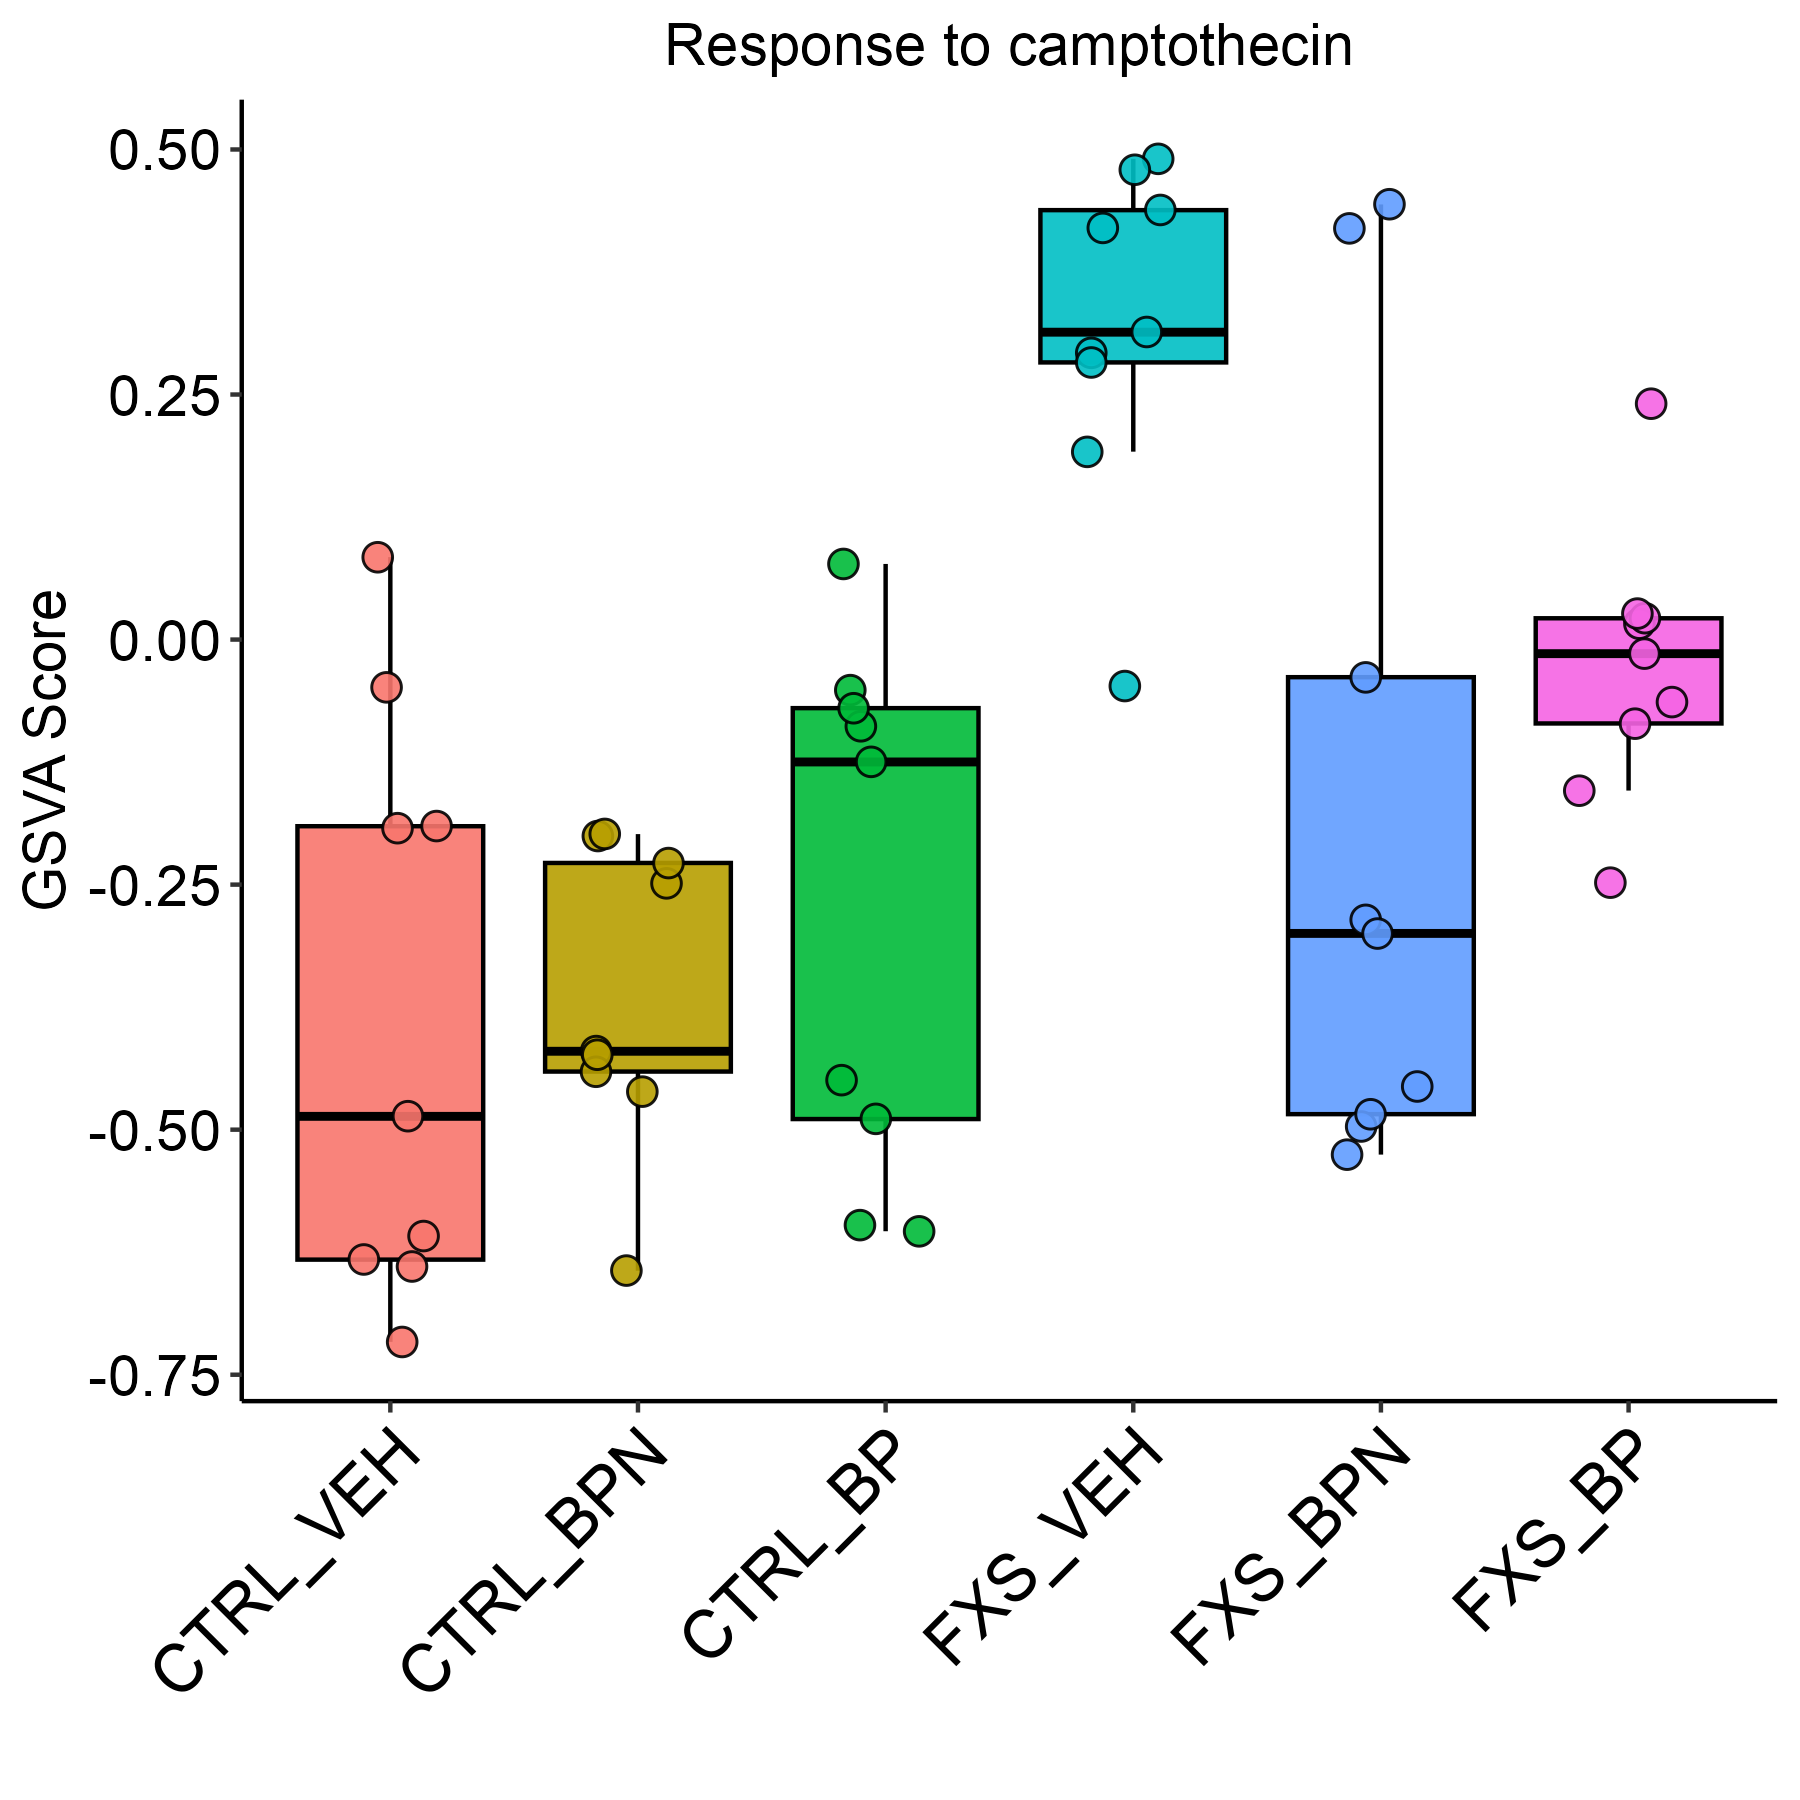 Response to camptothecin
GSVA Score
0.50
0.25
0.00
-0.25
-0.50
-0.75
CTRL_VEH
CTRL_BPN
CTRL_BP
FXS_VEH
FXS_BPN
FXS_BP